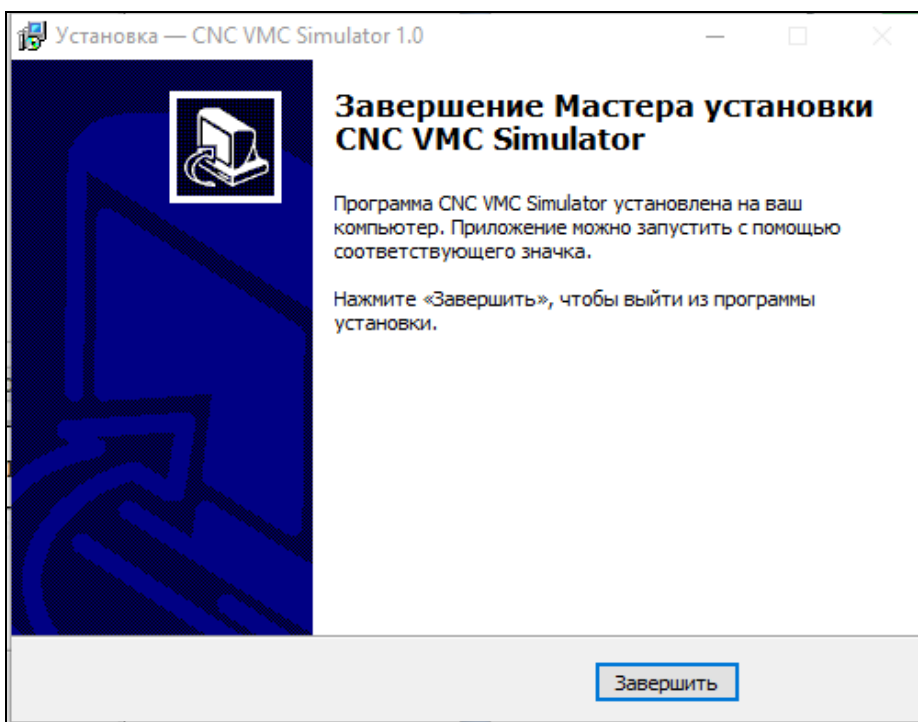 Установка — CNC VMC Simulator 1.0
Завершение Мастера установки
CNC VMC Simulator
Программа CNC VMC Simulator установлена на ваш
компьютер. Приложение можно запустить с помощью
соответствующего значка.
Нажмите «Завершить», чтобы выйти из программы
установки.
Завершить